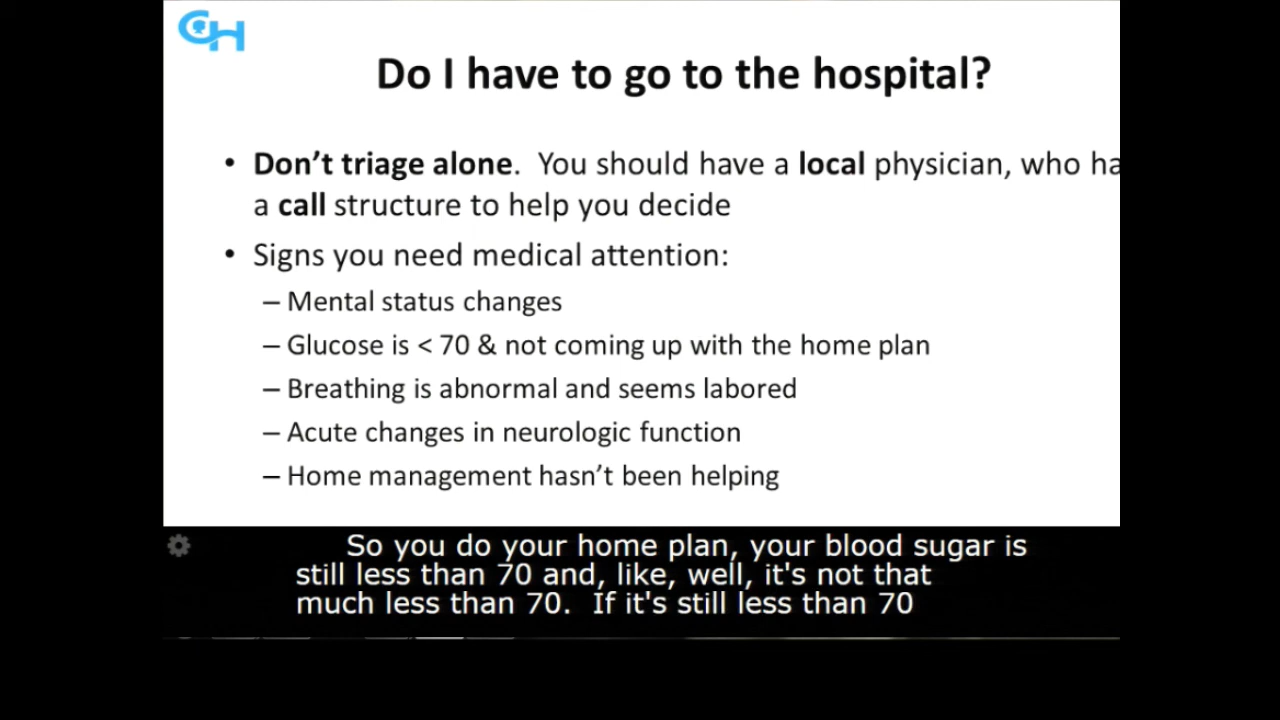 CH
Do I have to go to the hospital?
• Don't triage alone. You should have a local physician, who ha
a call structure to help you decide
• Signs you need medical attention:
– Mental status changes
– Glucose is < 70 & not coming up with the home plan
– Breathing is abnormal and seems labored
– Acute changes in neurologic function
– Home management hasn't been helping
So you do your home plan, your blood sugar is
still less than 70 and, like, well, it's not that
much less than 70.  If it's still less than 70